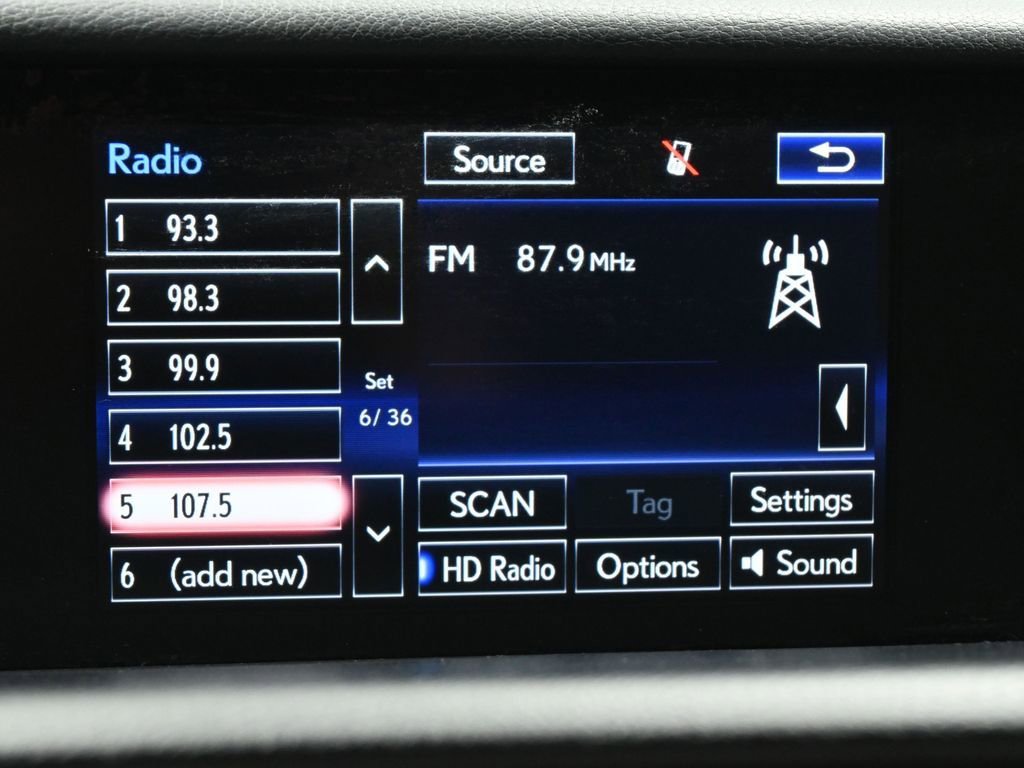 Radio
Source
1 93.3
2 98.3
3 99.9
4 102.5
5 107.5
6 (add new)
Set
6/ 36
FM 87.9 MHz
SCAN
Tag
Settings
HD Radio
Options
Sound